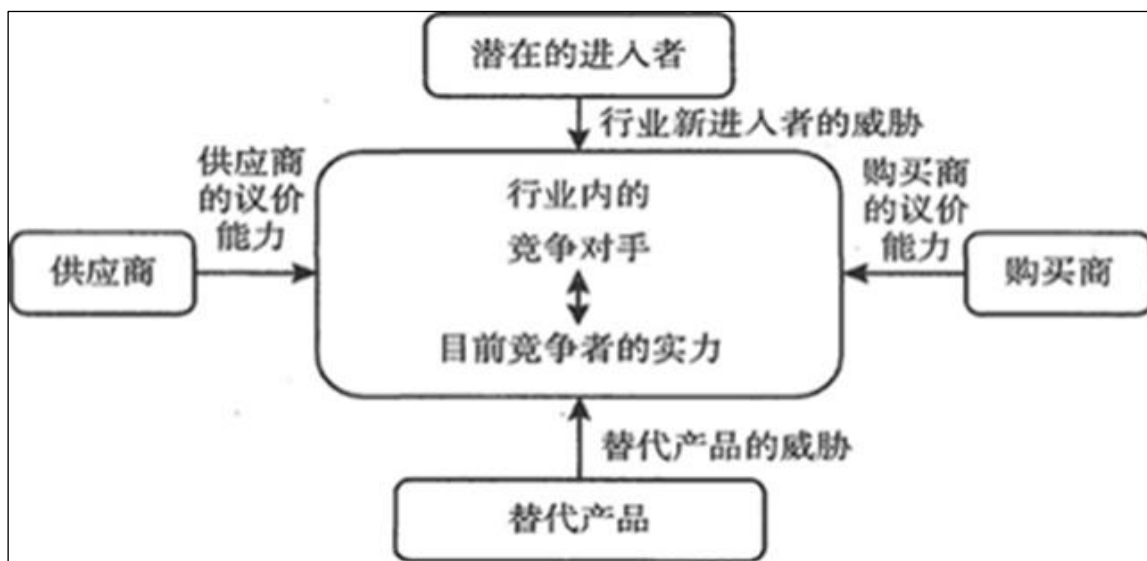 潜在的进入者
行业新进入者的威胁
供应商
的议价
能力
供应商
行业内的
竞争对手
目前竞争者的实力
购买商
的议价
能力
购买商
替代产品的威胁
替代产品